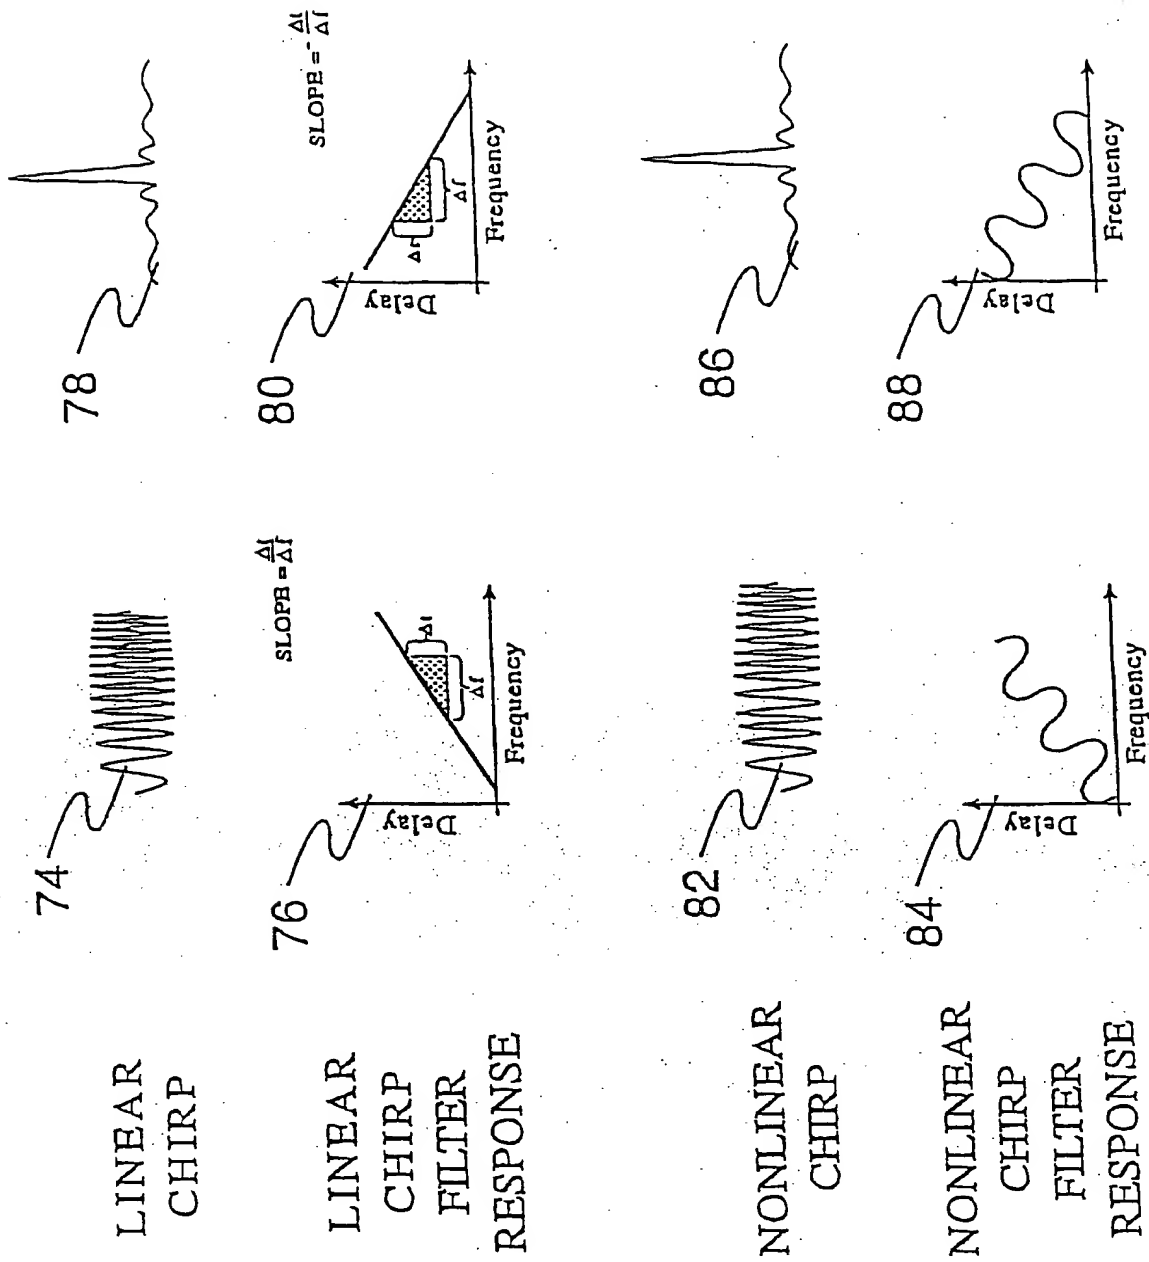 LINEAR
CHIRP
74
78
LINEAR
CHIRP
FILTER
RESPONSE
76
Delay
Frequency
Δt
Δf
SLOPE = Δt/Δf
80
Delay
Frequency
Δt
Δf
SLOPE = - Δt/Δf
NONLINEAR
CHIRP
82
86
NONLINEAR
CHIRP
FILTER
RESPONSE
84
Delay
Frequency
88
Delay
Frequency